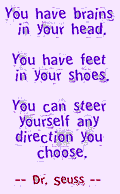 You have brains
in your head.
You have feet
in your shoes.
You can steer
yourself any
direction you
choose.
-- Dr. Seuss --